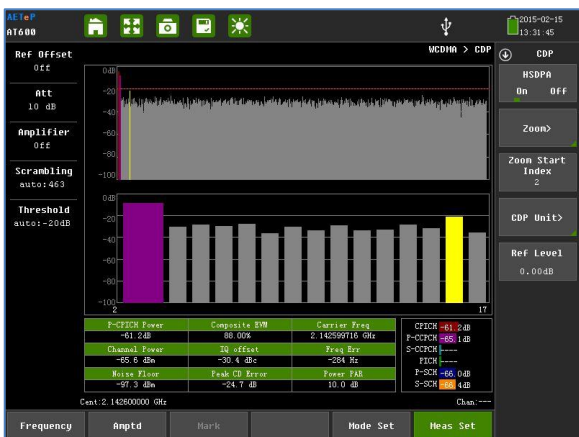 AETeP
AT600
2015-02-15
13:31:45
WCDMA > CDP
CDP
Ref Offset
Off
Att
10 dB
Amplifier
Off
Scrambling
auto:463
Threshold
auto:-20dB
0dB
-20
-40
-60
-80
-100
0dB
-20
-40
-60
-80
-100
2
17
HSDPA
On Off
Zoom>
Zoom Start
Index
2
CDP Unit>
Ref Level
0.00dB
P-CPICH Power
Composite EVM
Carrier Freq
-61.2dB
88.00%
2.142599716 GHz
Channel Power
IQ offset
Freq Err
-65.6 dBm
-30.4 dBc
-284 Hz
Noise Floor
Peak CD Error
Power PAR
-97.3 dBm
-24.7 dB
10.0 dB
CPICH -61.2dB
P-CCPCH -65.1dB
S-CCPCH ----
PICH ----
P-SCH -66.0dB
S-SCH -66.4dB
Cent:2.142600000 GHz
Chan:---
Frequency
Amptd
Mark
Mode Set
Meas Set